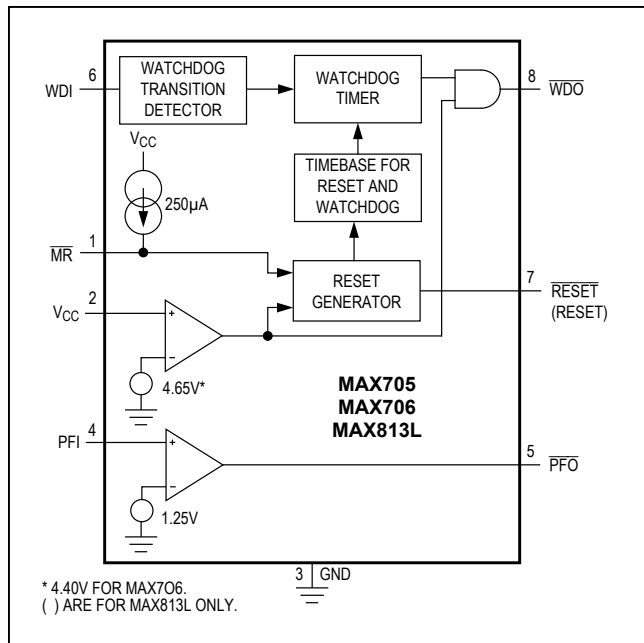 6
WDI
WATCHDOG
TRANSITION
DETECTOR
WATCHDOG
TIMER
8
WDO
VCC
250µA
TIMEBASE FOR
RESET AND
WATCHDOG
1
MR
RESET
GENERATOR
7
RESET
(RESET)
2
VCC
+
−
4.65V*
MAX705
MAX706
MAX813L
4
PFI
+
−
1.25V
5
PFO
3 GND
* 4.40V FOR MAX7O6.
( ) ARE FOR MAX813L ONLY.